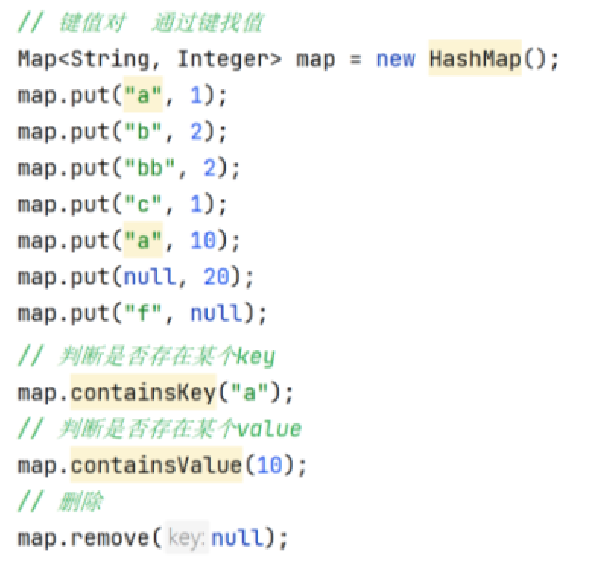 // 键值对  通过键找值
Map<String, Integer> map = new HashMap();
map.put("a", 1);
map.put("b", 2);
map.put("bb", 2);
map.put("c", 1);
map.put("a", 10);
map.put(null, 20);
map.put("f", null);
// 判断是否存在某个key
map.containsKey("a");
// 判断是否存在某个value
map.containsValue(10);
// 删除
map.remove( key: null);